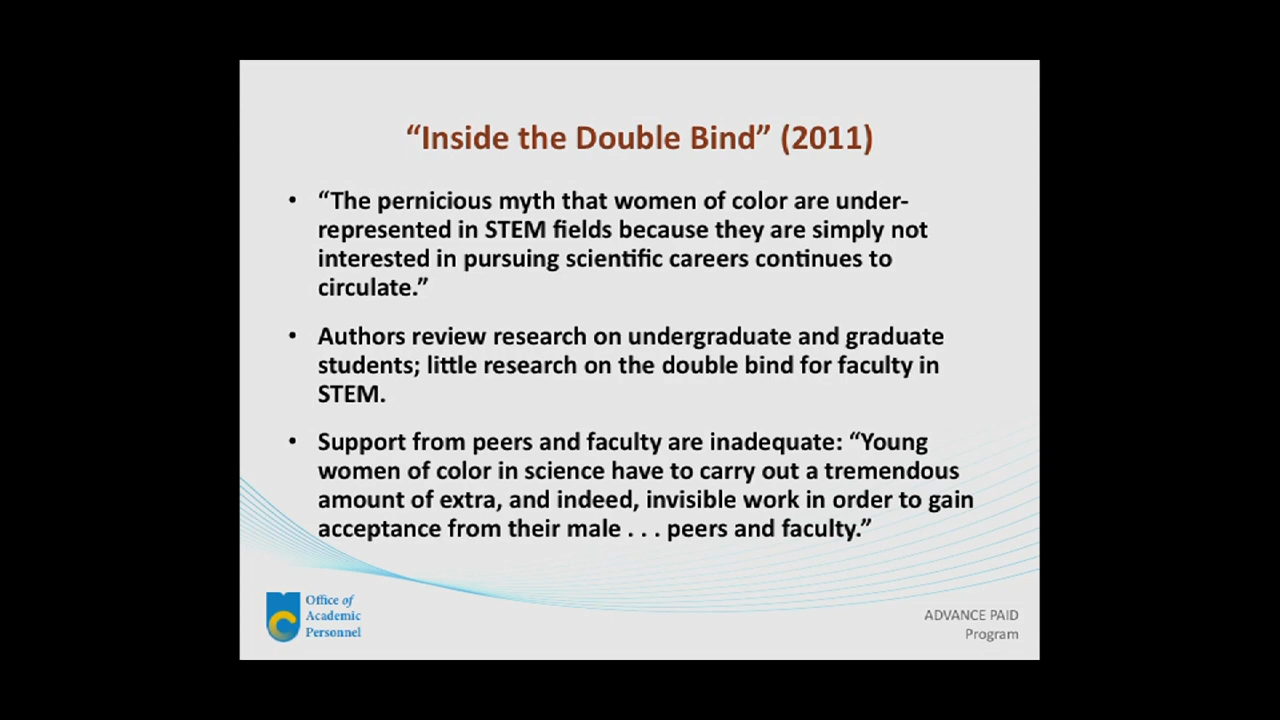 “Inside the Double Bind” (2011)
• “The pernicious myth that women of color are under-
represented in STEM fields because they are simply not
interested in pursuing scientific careers continues to
circulate.”
• Authors review research on undergraduate and graduate
students; little research on the double bind for faculty in
STEM.
• Support from peers and faculty are inadequate: “Young
women of color in science have to carry out a tremendous
amount of extra, and indeed, invisible work in order to gain
acceptance from their male . . . peers and faculty.”
Office of
Academic
Personnel
ADVANCE PAID
Program